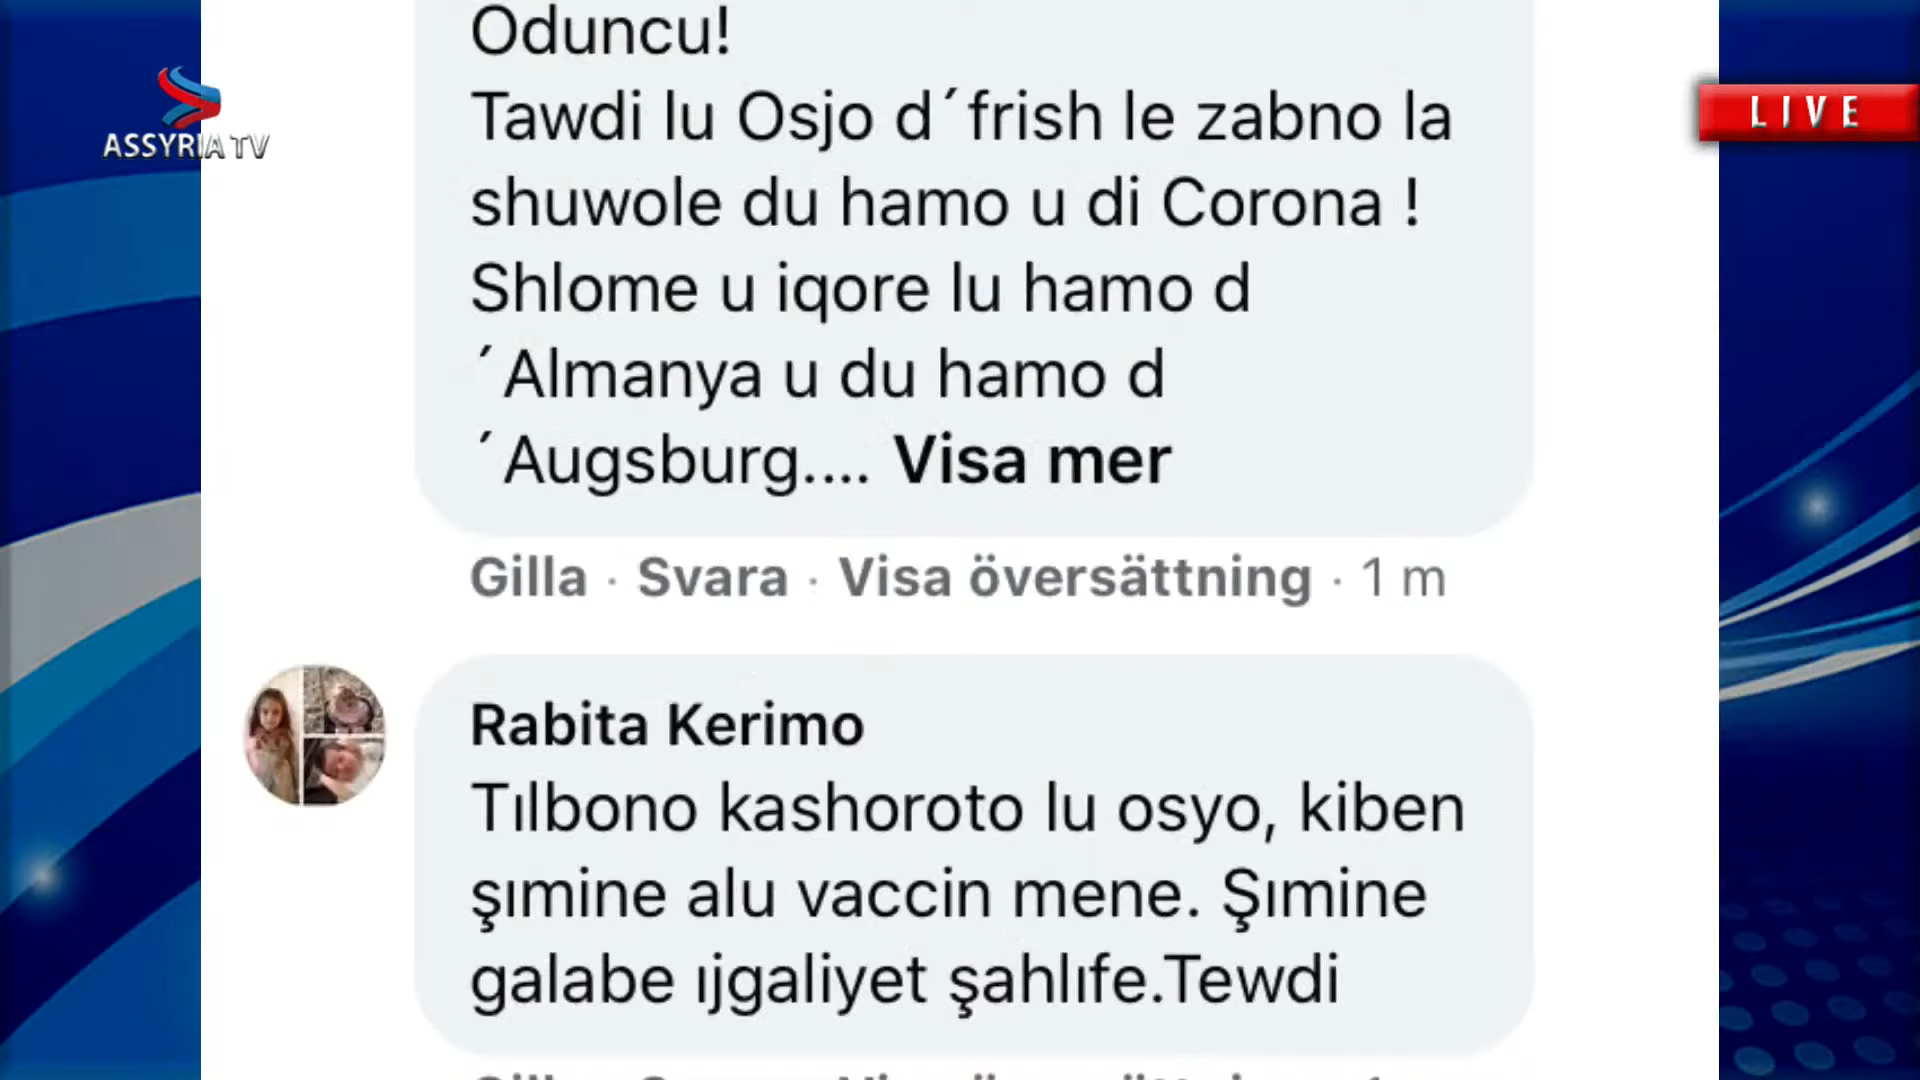 Oduncu!
Tawdi lu Osjo d´frish le zabno la
shuwole du hamo u di Corona !
Shlome u iqore lu hamo d
´Almanya u du hamo d
´Augsburg.... Visa mer
Gilla · Svara · Visa översättning · 1 m
Rabita Kerimo
Tılbono kashoroto lu osyo, kiben
şımine alu vaccin mene. Şımine
galabe ıjgaliyet şahlıfe.Tewdi
ASSYRIA TV
LIVE